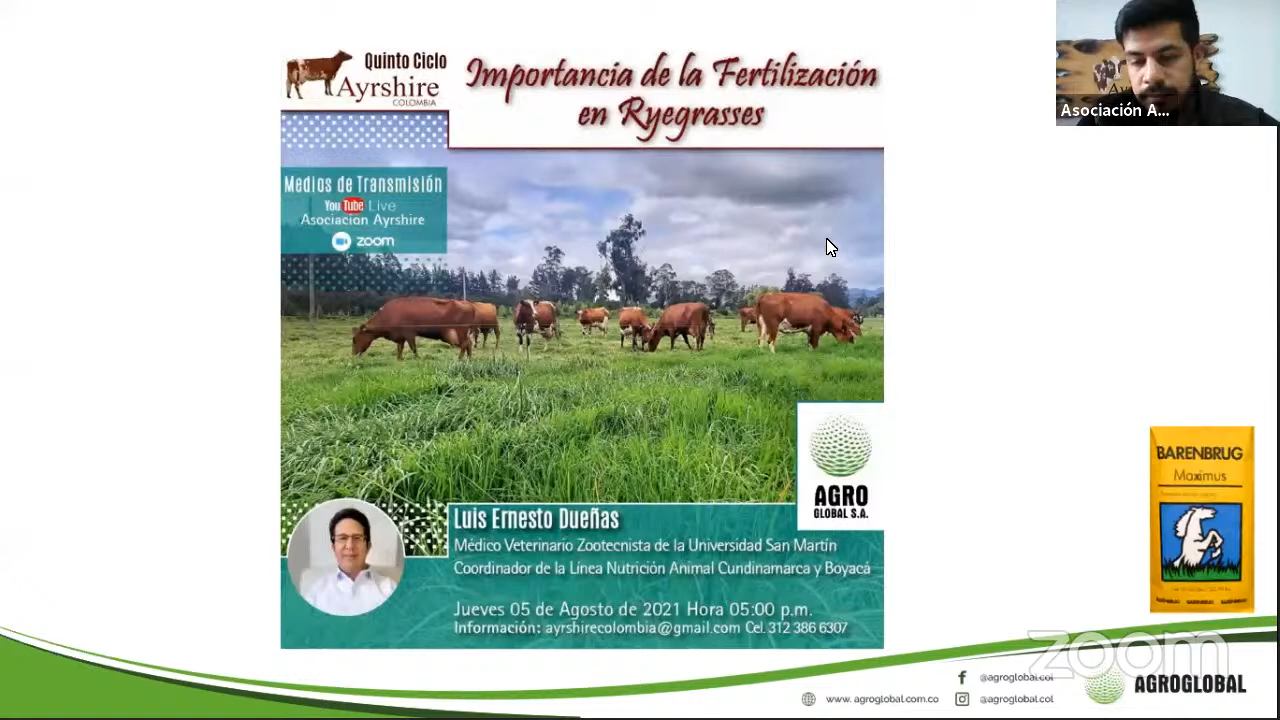 Quinto Ciclo
Ayrshire
COLOMBIA
Importancia de la Fertilización
en Ryegrasses
Medios de Transmisión
YouTube Live
Asociación Ayrshire
zoom
AGRO
GLOBAL S.A.
Luis Ernesto Dueñas
Médico Veterinario Zootecnista de la Universidad San Martín
Coordinador de la Línea Nutrición Animal Cundinamarca y Boyacá
Jueves 05 de Agosto de 2021 Hora 05:00 p.m.
Información: ayrshirecolombia@gmail.com Cel. 312 386 6307
Asociación A...
BARENBRUG
Maximus
zoom
@agroglobal.col
www. agroglobal.com.co
@agroglobal.col
AGROGLOBAL